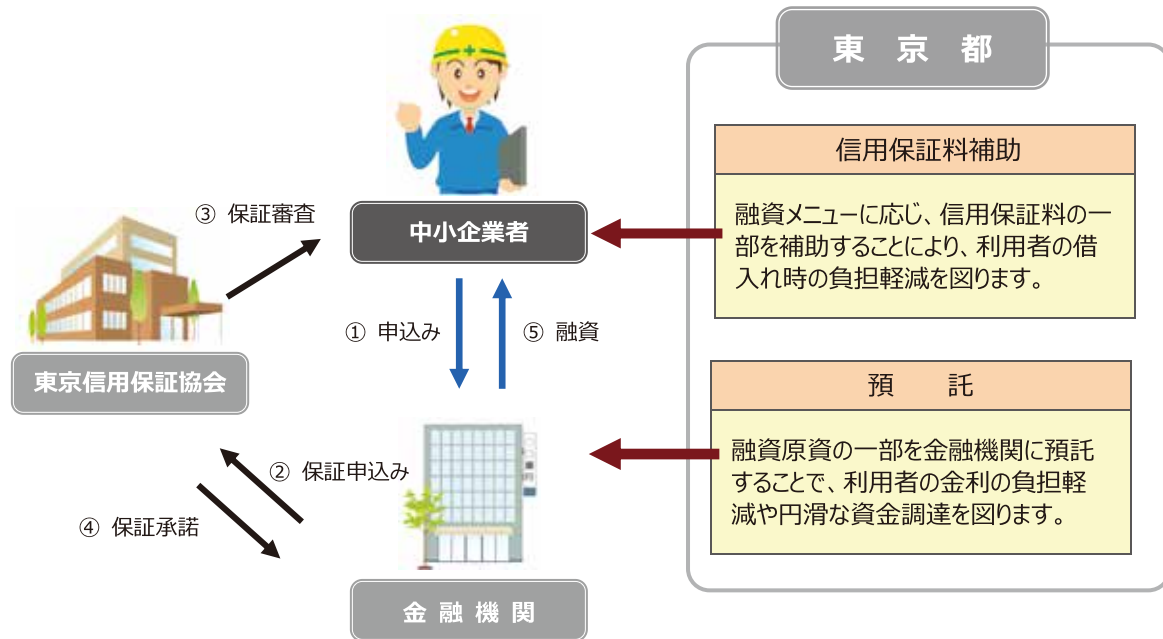 東京都
信用保証料補助
融資メニューに応じ、信用保証料の一
部を補助することにより、利用者の借
入れ時の負担軽減を図ります。
預託
融資原資の一部を金融機関に預託
することで、利用者の金利の負担軽
減や円滑な資金調達を図ります。
③ 保証審査
中小企業者
① 申込み
⑤ 融資
東京信用保証協会
② 保証申込み
④ 保証承諾
金融機関